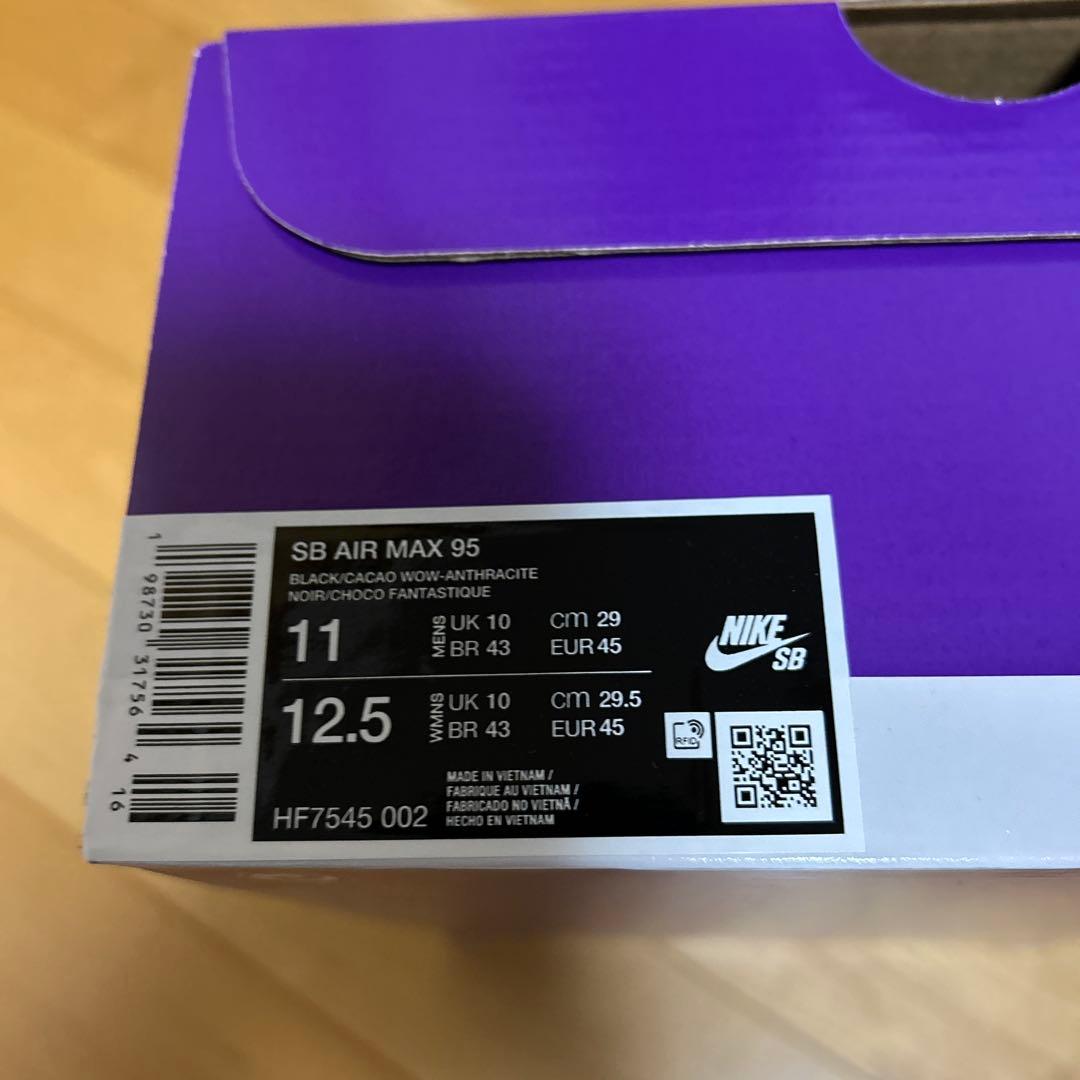 SB AIR MAX 95
BLACK/CACAO WOW-ANTHRACITE
NOIR/CHOCO FANTASTIQUE
11 MENS UK 10 cm 29
BR 43 EUR 45
12.5 WMNS UK 10 cm 29.5
BR 43 EUR 45
NIKE
SB
RFID
MADE IN VIETNAM /
FABRIQUE AU VIETNAM /
FABRICADO NO VIETNÃ /
HECHO EN VIETNAM
HF7545 002
1 98730 31756 4 16